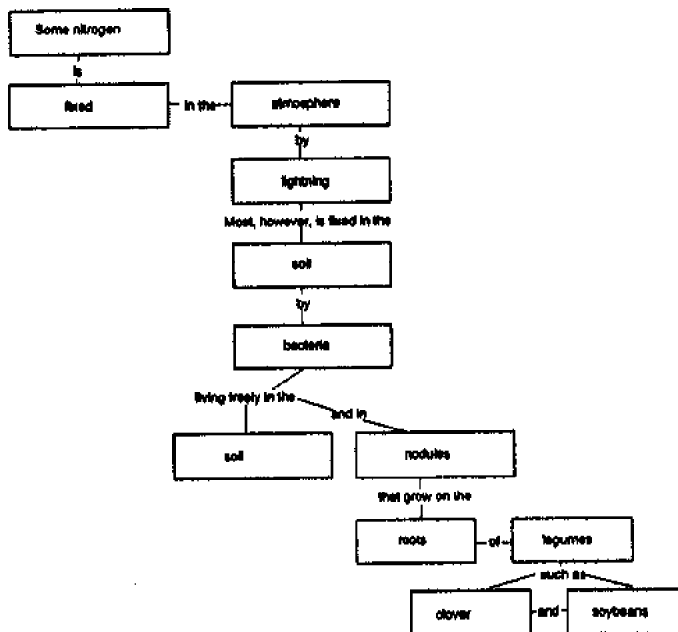 Some nitrogen
is
fixed
in the
atmosphere
by
lightning
Most, however, is fixed in the
soil
by
bacteria
living freely in the
and in
soil
nodules
that grow on the
roots
of
legumes
such as
clover
and
soybeans